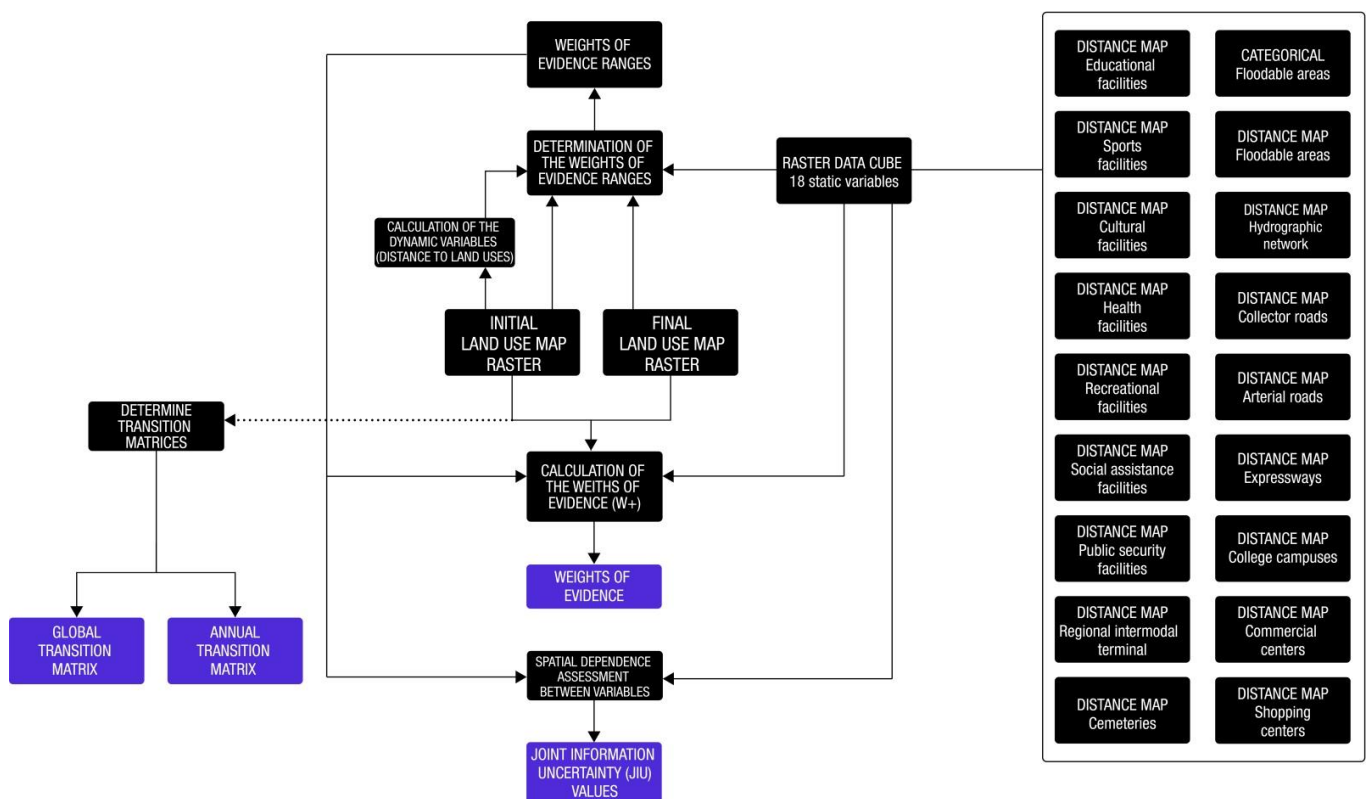 WEIGHTS OF
EVIDENCE RANGES
DETERMINATION OF
THE WEIGHTS OF
EVIDENCE RANGES
RASTER DATA CUBE
18 static variables
CALCULATION OF THE
DYNAMIC VARIABLES
(DISTANCE TO LAND USES)
INITIAL
LAND USE MAP
RASTER
FINAL
LAND USE MAP
RASTER
DETERMINE
TRANSITION
MATRICES
CALCULATION OF
THE WEITHS OF
EVIDENCE (W+)
WEIGHTS OF
EVIDENCE
GLOBAL
TRANSITION
MATRIX
ANNUAL
TRANSITION
MATRIX
SPATIAL DEPENDENCE
ASSESSMENT
BETWEEN VARIABLES
JOINT INFORMATION
UNCERTAINTY (JIU)
VALUES
DISTANCE MAP
Educational
facilities
CATEGORICAL
Floodable areas
DISTANCE MAP
Sports
facilities
DISTANCE MAP
Floodable areas
DISTANCE MAP
Cultural
facilities
DISTANCE MAP
Hydrographic
network
DISTANCE MAP
Health
facilities
DISTANCE MAP
Collector roads
DISTANCE MAP
Recreational
facilities
DISTANCE MAP
Arterial roads
DISTANCE MAP
Social assistance
facilities
DISTANCE MAP
Expressways
DISTANCE MAP
Public security
facilities
DISTANCE MAP
College campuses
DISTANCE MAP
Regional intermodal
terminal
DISTANCE MAP
Commercial
centers
DISTANCE MAP
Cemeteries
DISTANCE MAP
Shopping
centers